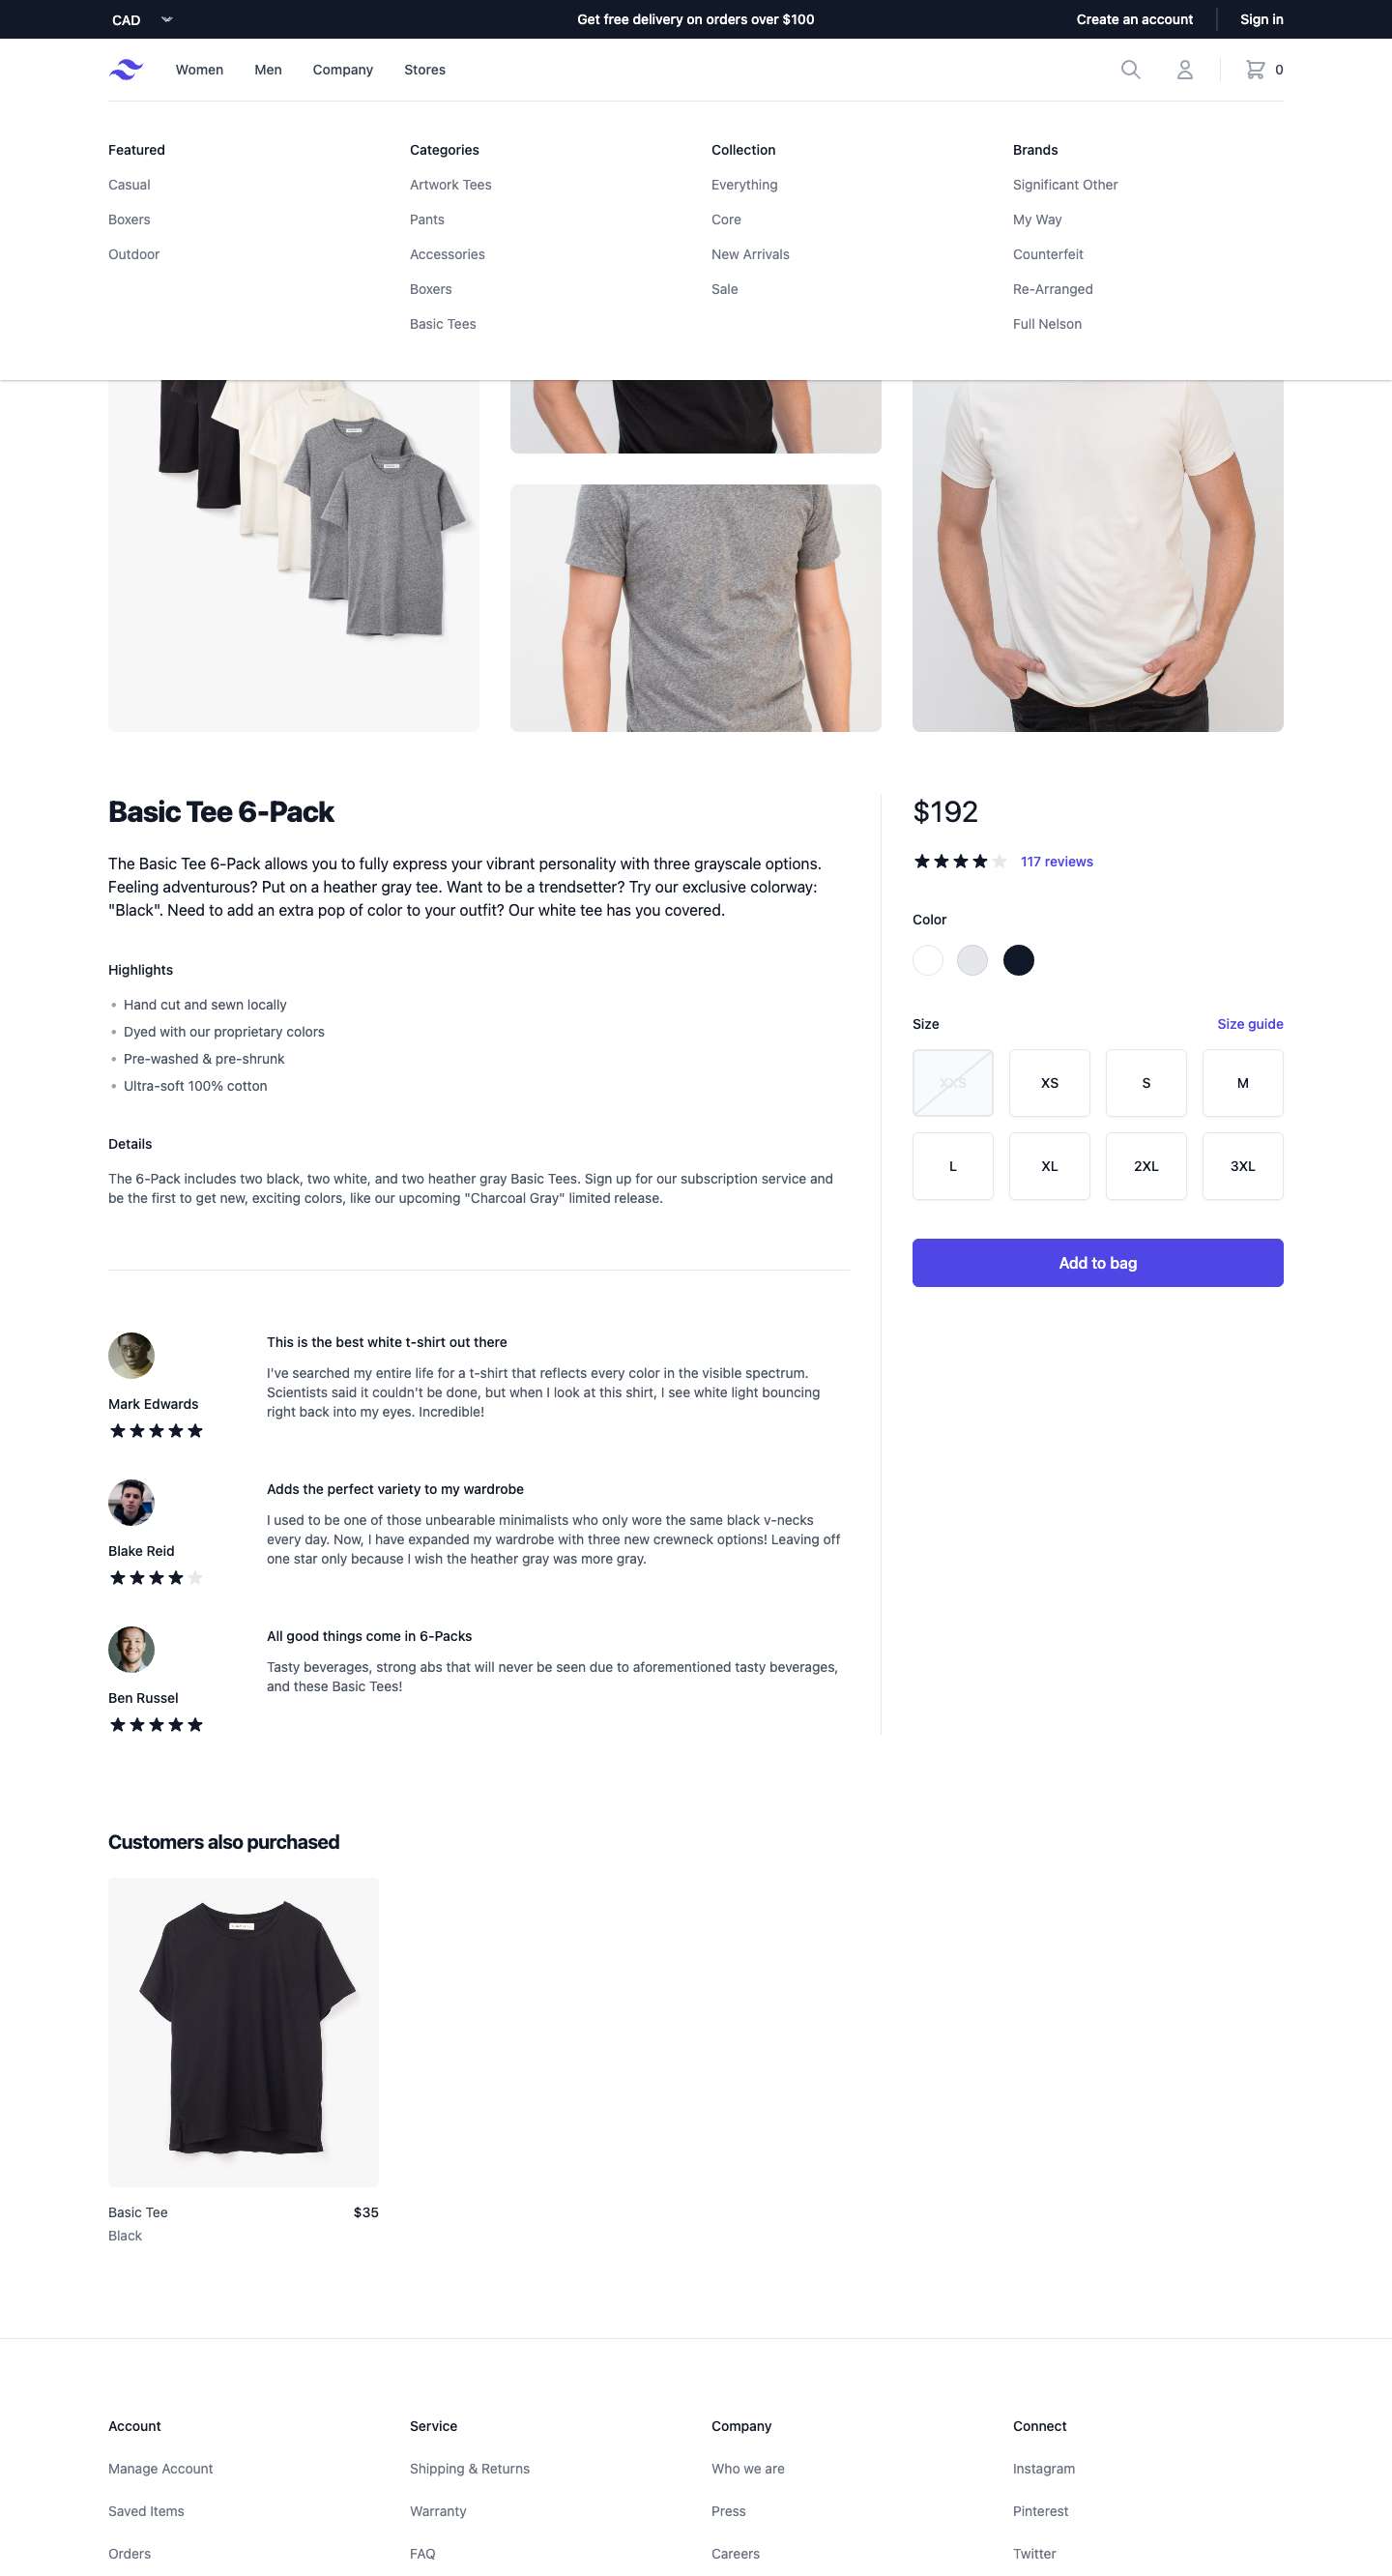 CAD
Get free delivery on orders over $100
Create an account
Sign in
Women
Men
Company
Stores
0
Featured
Casual
Boxers
Outdoor
Categories
Artwork Tees
Pants
Accessories
Boxers
Basic Tees
Collection
Everything
Core
New Arrivals
Sale
Brands
Significant Other
My Way
Counterfeit
Re-Arranged
Full Nelson
Basic Tee 6-Pack
The Basic Tee 6-Pack allows you to fully express your vibrant personality with three grayscale options.
Feeling adventurous? Put on a heather gray tee. Want to be a trendsetter? Try our exclusive colorway:
"Black". Need to add an extra pop of color to your outfit? Our white tee has you covered.
Highlights
Hand cut and sewn locally
Dyed with our proprietary colors
Pre-washed & pre-shrunk
Ultra-soft 100% cotton
Details
The 6-Pack includes two black, two white, and two heather gray Basic Tees. Sign up for our subscription service and
be the first to get new, exciting colors, like our upcoming "Charcoal Gray" limited release.
$192
117 reviews
Color
Size
Size guide
XXS
XS
S
M
L
XL
2XL
3XL
Add to bag
Mark Edwards
This is the best white t-shirt out there
I've searched my entire life for a t-shirt that reflects every color in the visible spectrum.
Scientists said it couldn't be done, but when I look at this shirt, I see white light bouncing
right back into my eyes. Incredible!
Blake Reid
Adds the perfect variety to my wardrobe
I used to be one of those unbearable minimalists who only wore the same black v-necks
every day. Now, I have expanded my wardrobe with three new crewneck options! Leaving off
one star only because I wish the heather gray was more gray.
Ben Russel
All good things come in 6-Packs
Tasty beverages, strong abs that will never be seen due to aforementioned tasty beverages,
and these Basic Tees!
Customers also purchased
Basic Tee
$35
Black
Account
Manage Account
Saved Items
Orders
Service
Shipping & Returns
Warranty
FAQ
Company
Who we are
Press
Careers
Connect
Instagram
Pinterest
Twitter